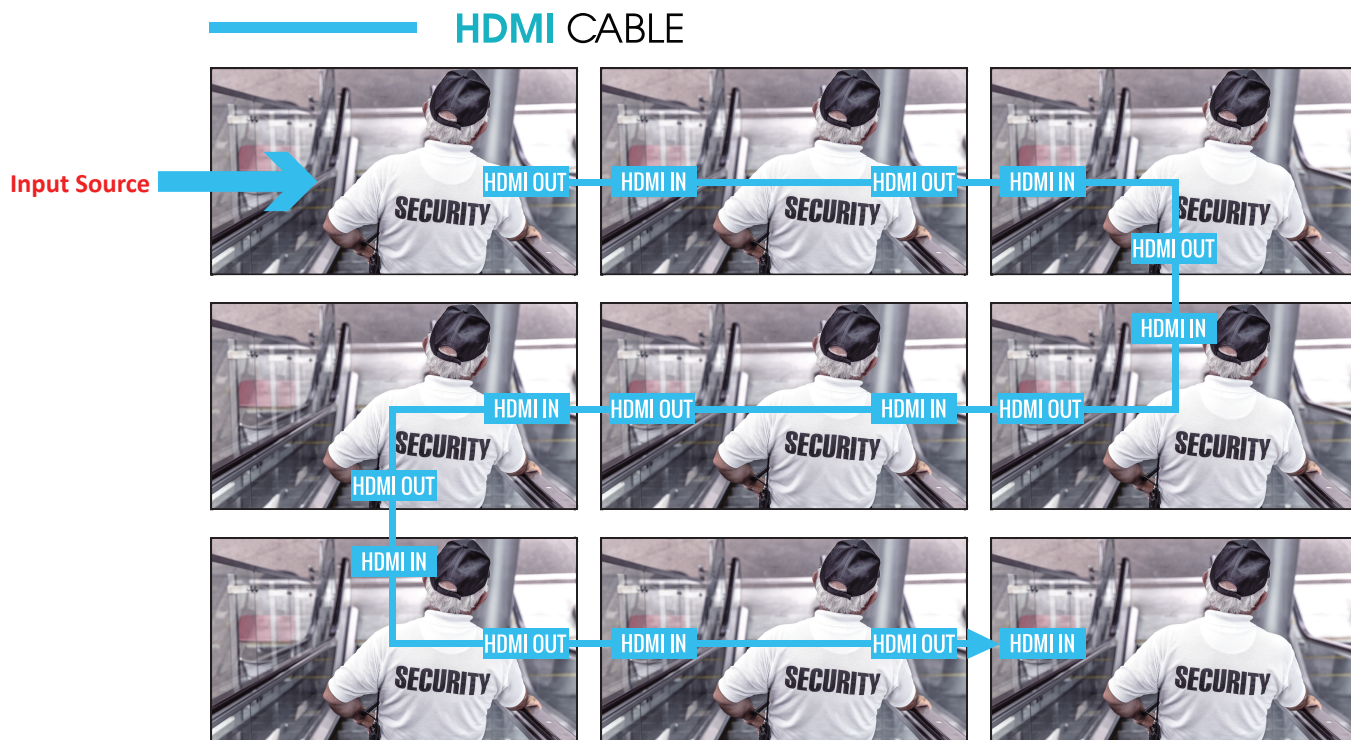 HDMI CABLE
Input Source
HDMI OUT HDMI IN HDMI OUT HDMI IN
SECURITY SECURITY SECURITY
HDMI OUT
HDMI IN
HDMI IN HDMI OUT HDMI IN HDMI OUT
SECURITY SECURITY SECURITY
HDMI OUT
HDMI IN
HDMI OUT HDMI IN HDMI OUT HDMI IN
SECURITY SECURITY SECURITY